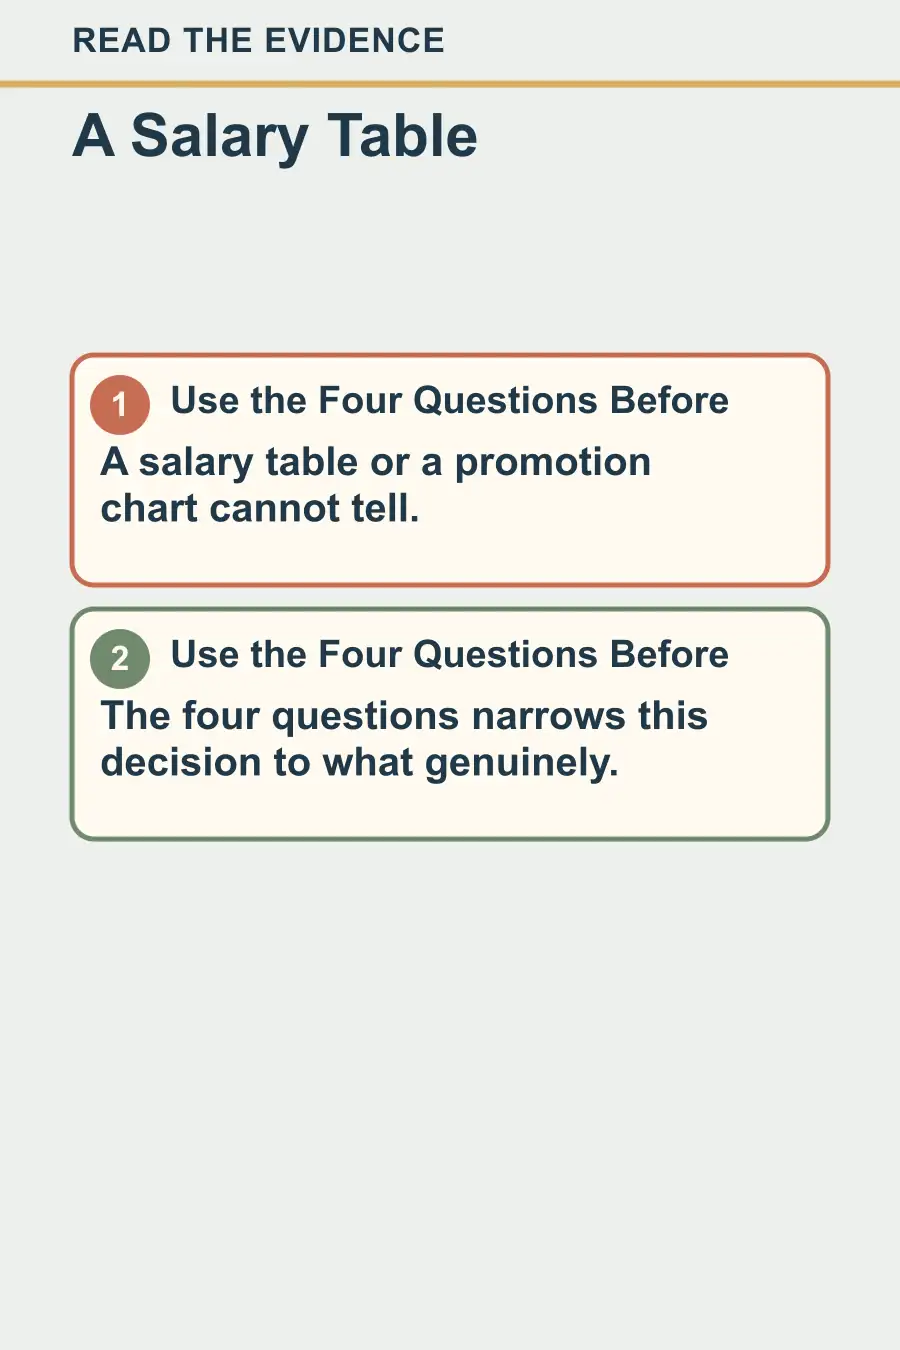 READ THE EVIDENCE
A Salary Table
1 Use the Four Questions Before
A salary table or a promotion
chart cannot tell.
2 Use the Four Questions Before
The four questions narrows this
decision to what genuinely.